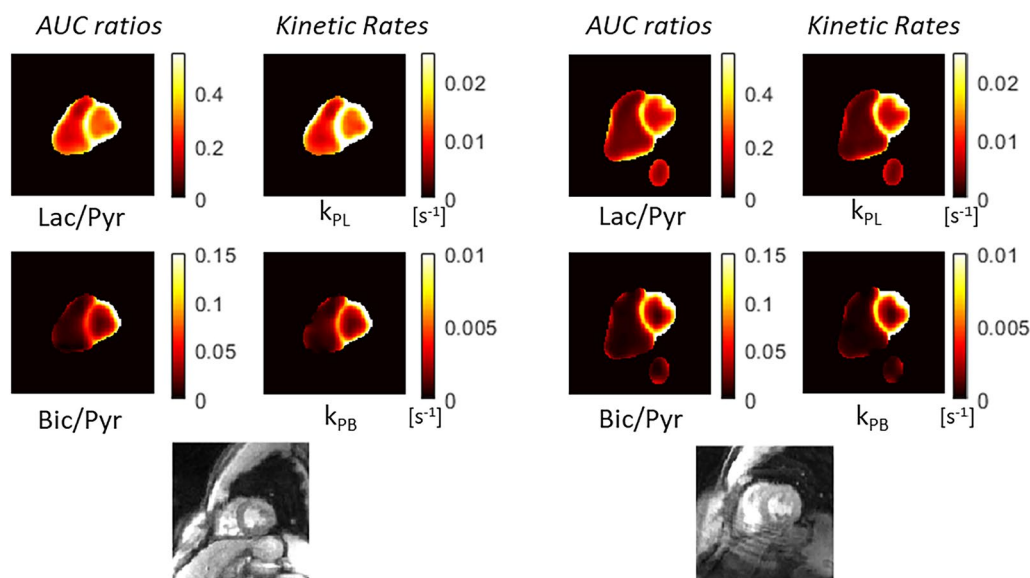 AUC ratios Kinetic Rates AUC ratios Kinetic Rates
0.4 0.02 0.4 0.02
0.2 0.01 0.2 0.01
0 0 0 0
Lac/Pyr kPL [s-1] Lac/Pyr kPL [s-1]
0.15 0.01 0.15 0.01
0.1 0.005 0.1 0.005
0.05 0.05
0 0 0 0
Bic/Pyr kPB [s-1] Bic/Pyr kPB [s-1]